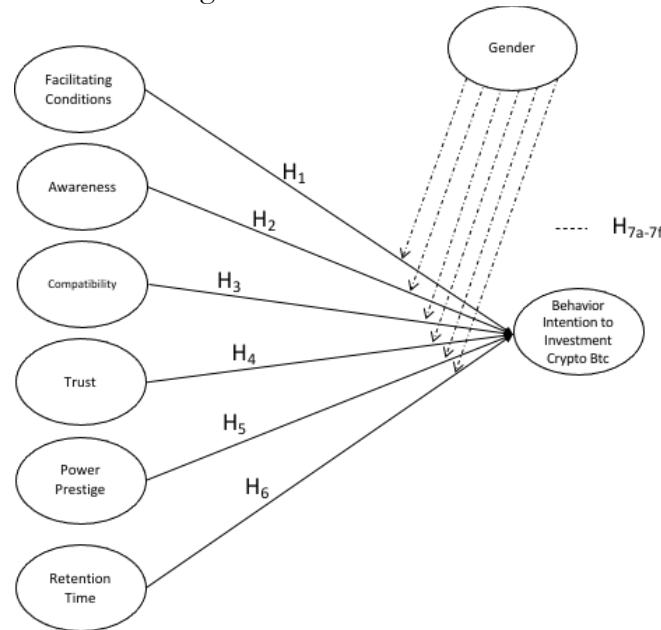 Gender
Facilitating
Conditions
H1
Awareness
H2
H7a-7f
Compatibility
H3
Behavior
Intention to
Investment
Crypto Btc
Trust
H4
Power
Prestige
H5
H6
Retention
Time